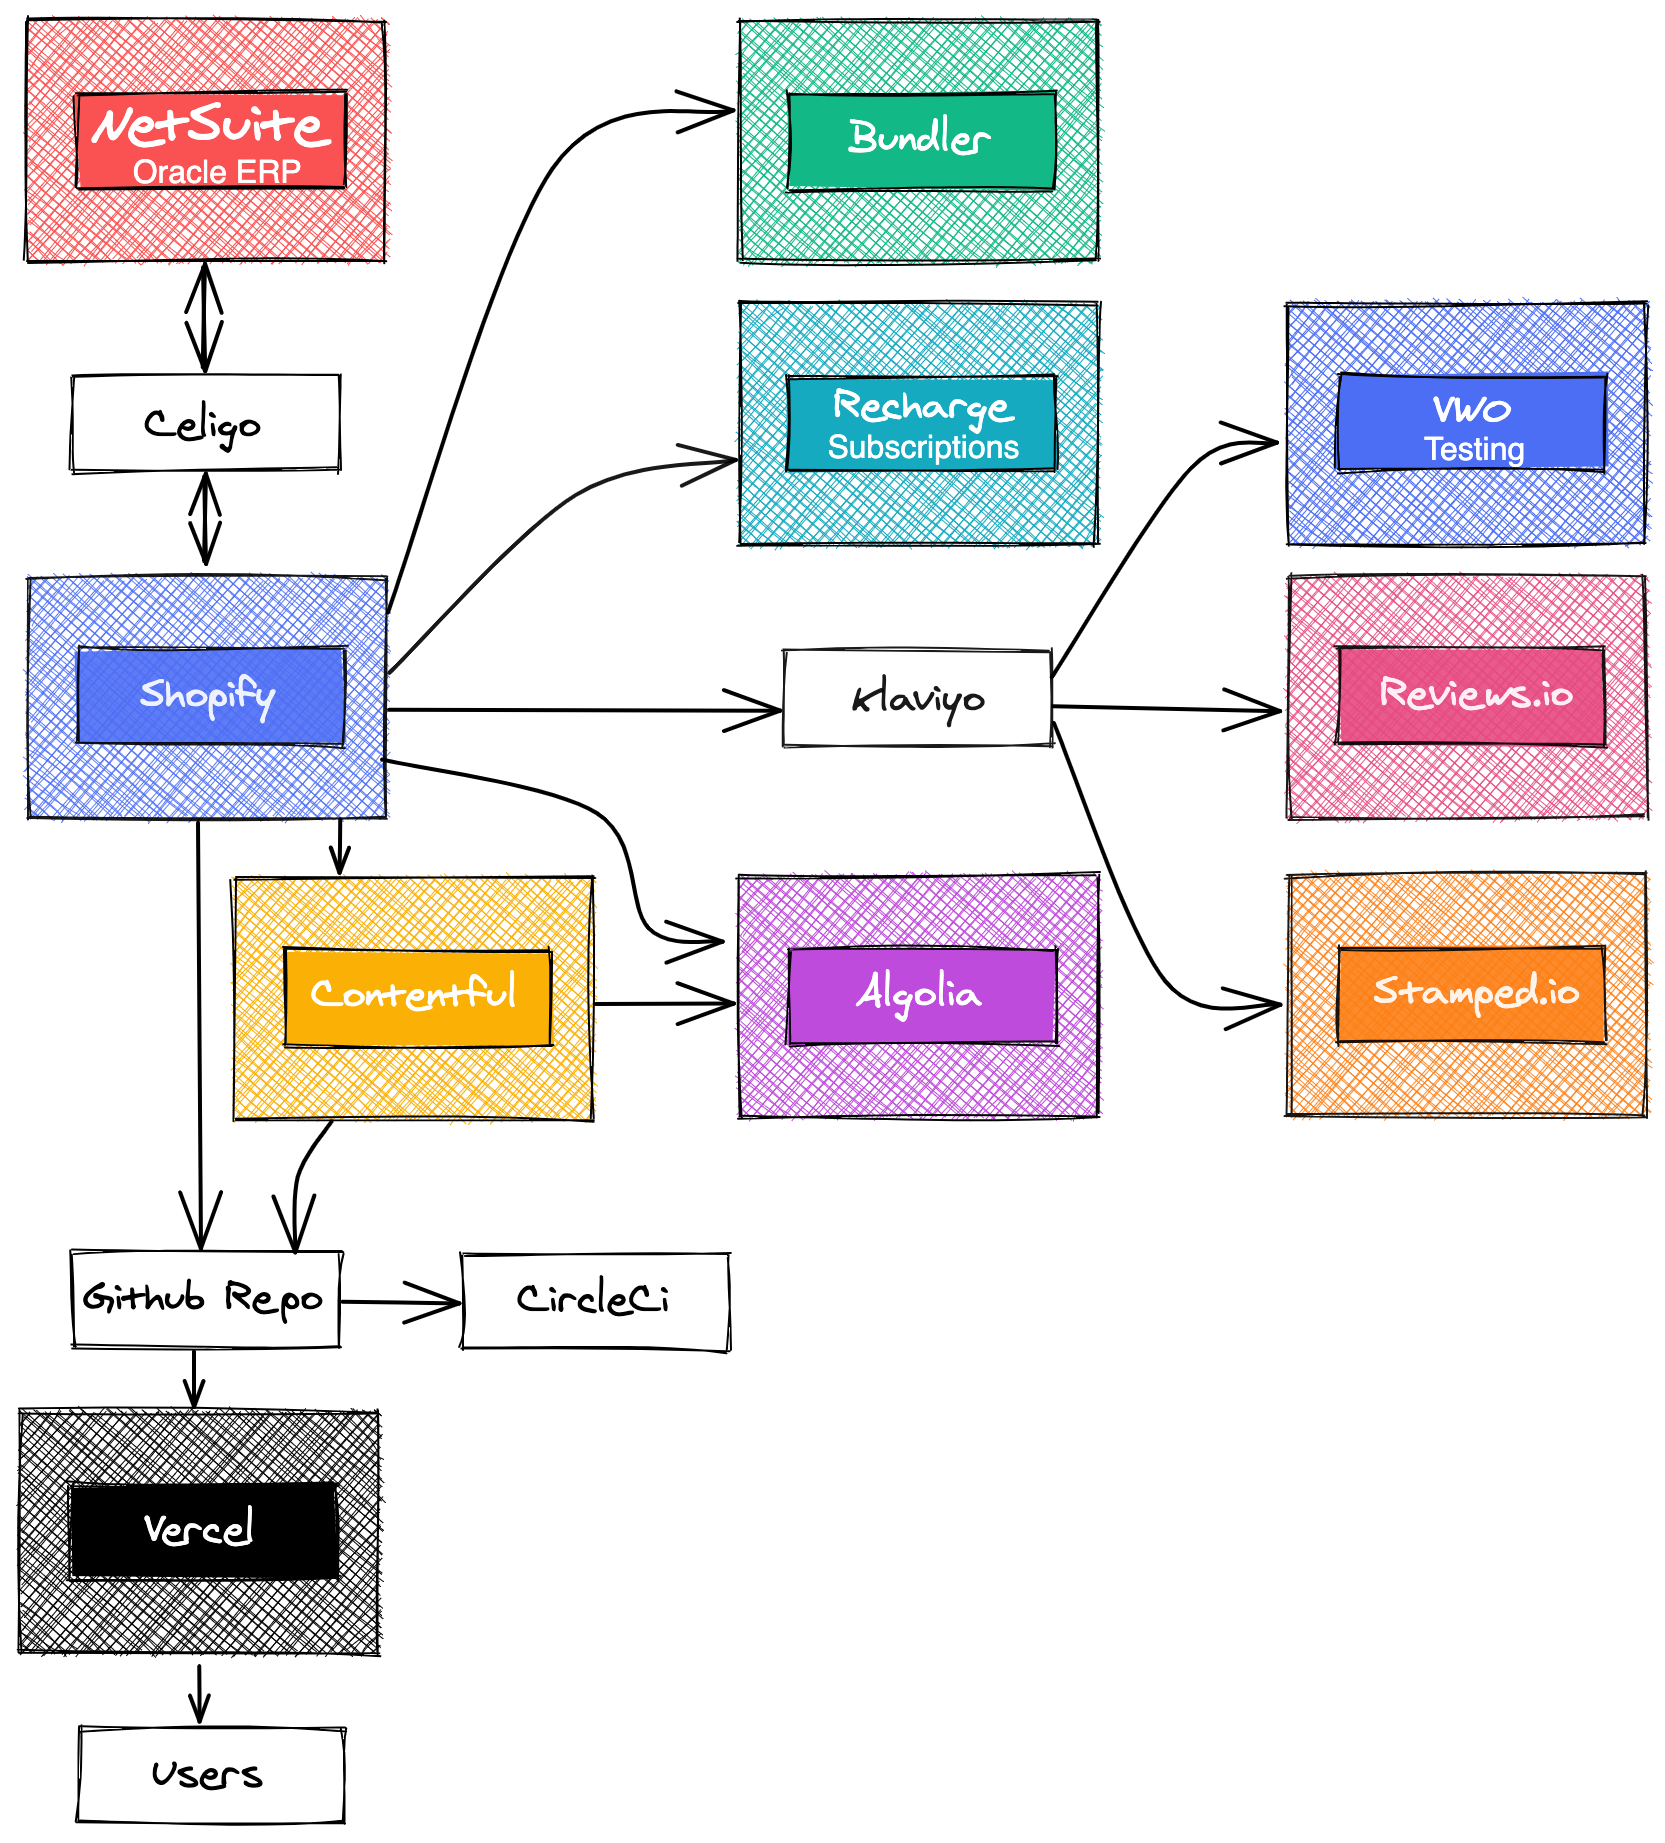 NetSuite
Oracle ERP
Bundler
Celigo
Recharge
Subscriptions
VWO
Testing
Shopify
Klaviyo
Reviews.io
Contentful
Algolia
Stamped.io
Github Repo
CircleCi
Vercel
Users